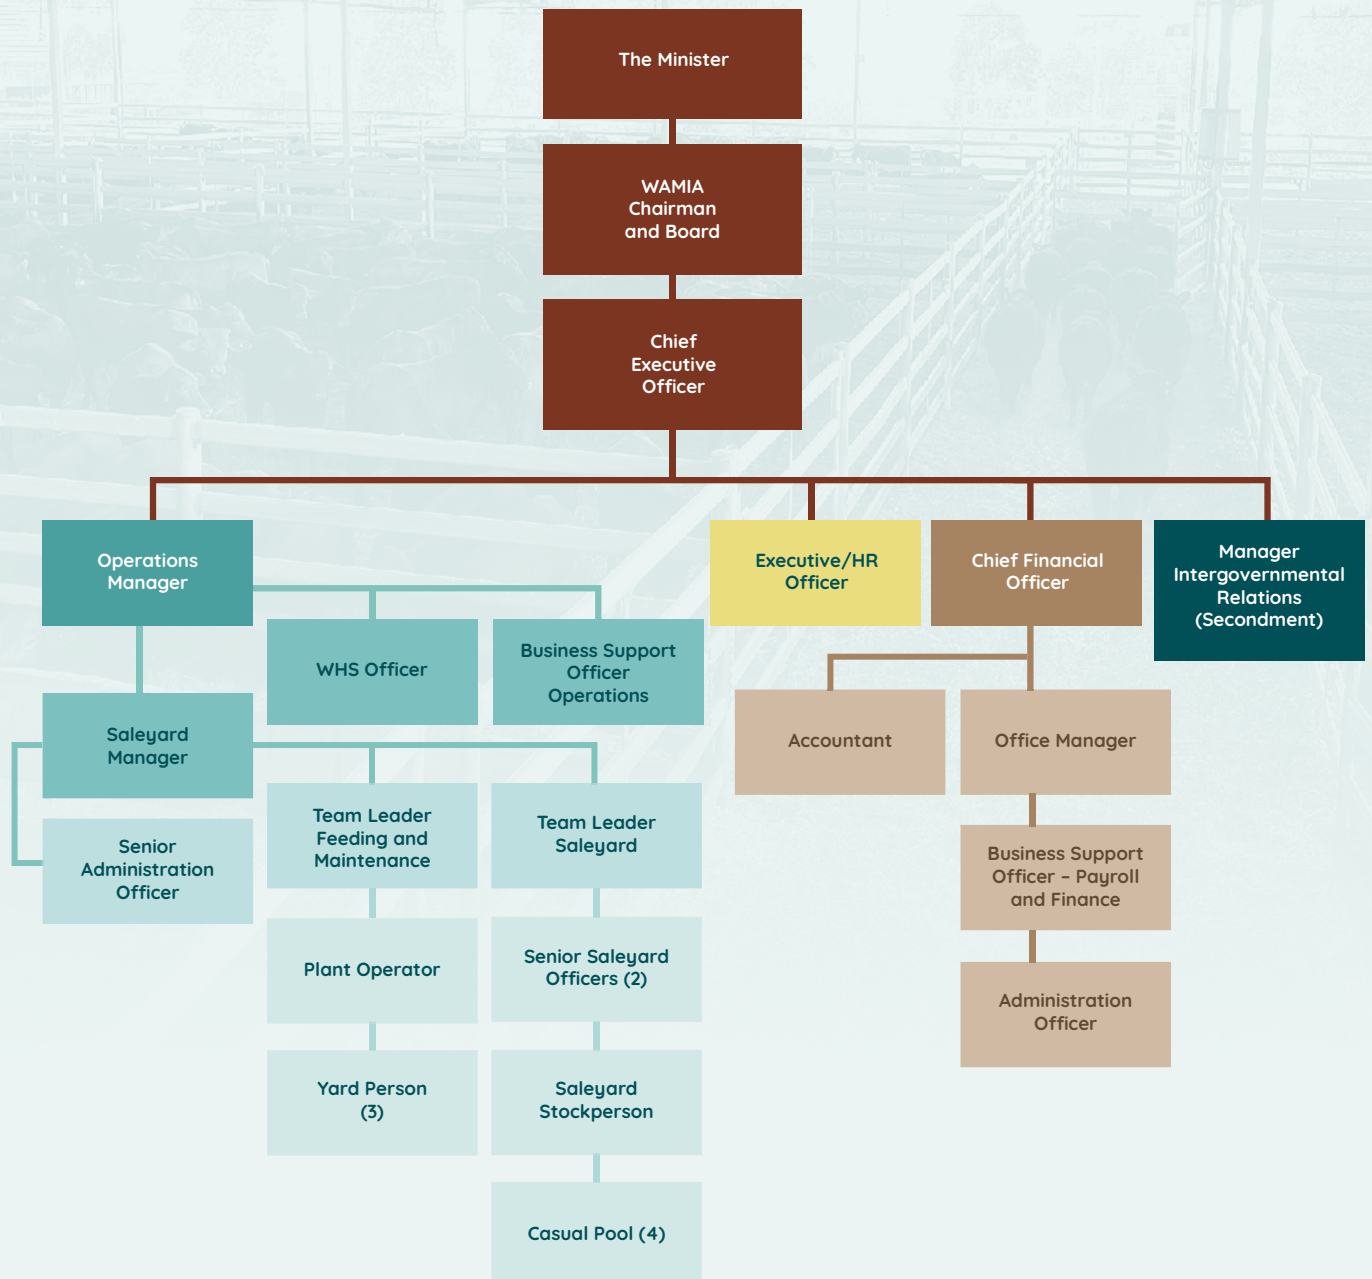 The Minister
WAMIA
Chairman
and Board
Chief
Executive
Officer
Operations
Manager
Executive/HR
Officer
Chief Financial
Officer
Manager
Intergovernmental
Relations
(Secondment)
WHS Officer
Business Support
Officer
Operations
Saleyard
Manager
Accountant
Office Manager
Senior
Administration
Officer
Team Leader
Feeding and
Maintenance
Team Leader
Saleyard
Business Support
Officer – Payroll
and Finance
Plant Operator
Senior Saleyard
Officers (2)
Administration
Officer
Yard Person
(3)
Saleyard
Stockperson
Casual Pool (4)